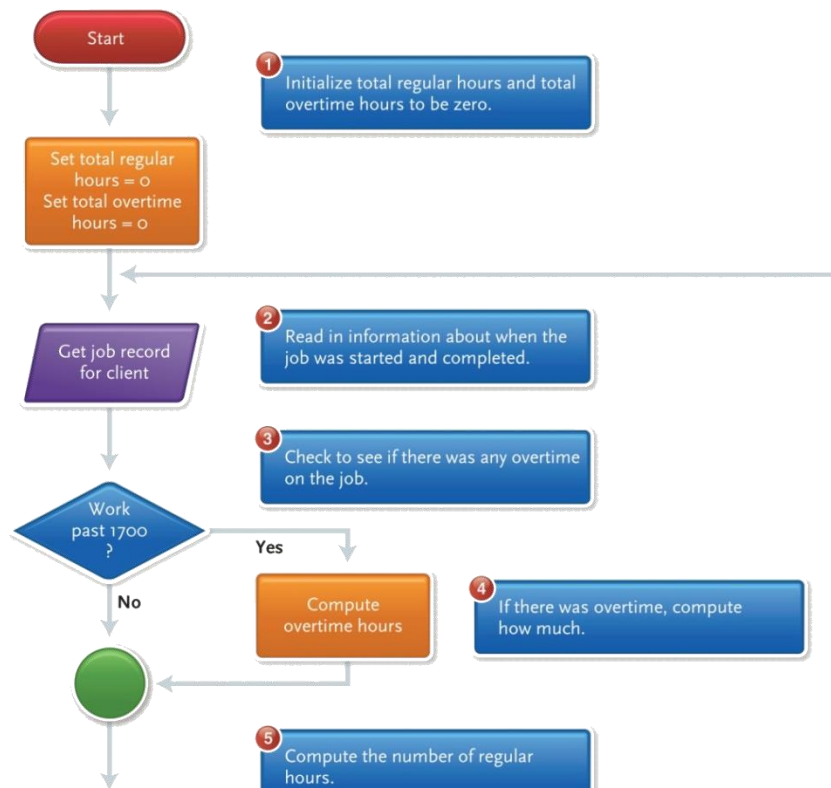 Start
1
Initialize total regular hours and total
overtime hours to be zero.
Set total regular
hours = 0
Set total overtime
hours = 0
2
Read in information about when the
job was started and completed.
Get job record
for client
3
Check to see if there was any overtime
on the job.
Work
past 1700
?
Yes
No
Compute
overtime hours
4
If there was overtime, compute
how much.
5
Compute the number of regular
hours.